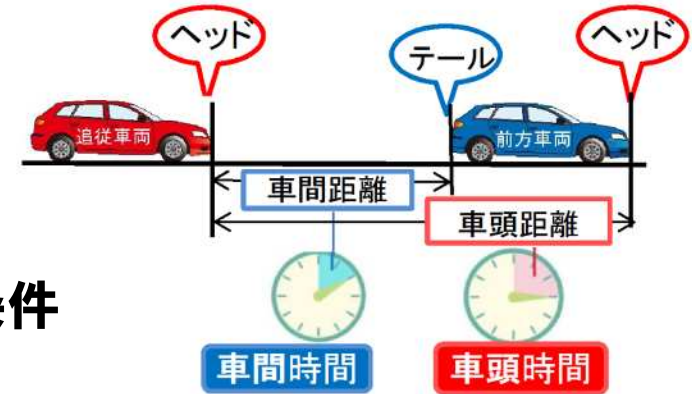 ヘッド
ヘッド
テール
追従車両
前方車両
車間距離
車頭距離
件
車間時間
車頭時間